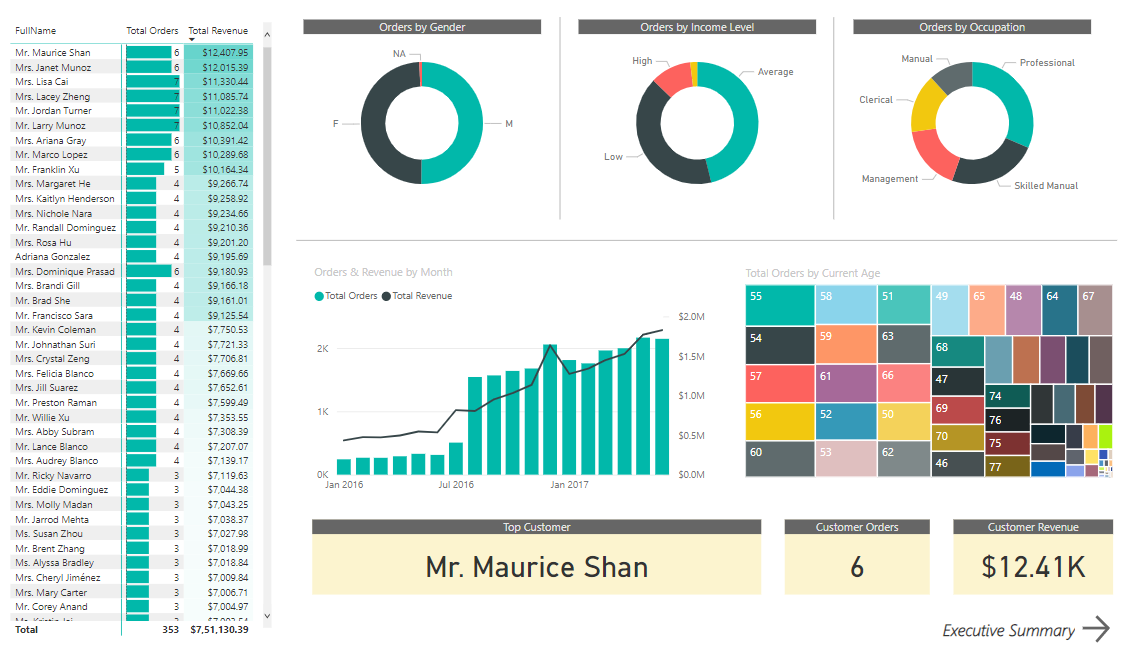 FullName Total Orders Total Revenue
Mr. Maurice Shan 6 $12,407.95
Mrs. Janet Munoz 6 $12,015.39
Mrs. Lisa Cai 7 $11,330.44
Mrs. Lacey Zheng 7 $11,085.74
Mr. Jordan Turner 7 $11,022.38
Mr. Larry Munoz 7 $10,852.04
Mrs. Ariana Gray 6 $10,391.42
Mr. Marco Lopez 6 $10,289.68
Mr. Franklin Xu 5 $10,164.34
Mrs. Margaret He 4 $9,266.74
Mrs. Kaitlyn Henderson 4 $9,258.92
Mrs. Nichole Nara 4 $9,234.66
Mr. Randall Dominguez 4 $9,210.36
Mrs. Rosa Hu 4 $9,201.20
Adriana Gonzalez 4 $9,195.69
Mrs. Dominique Prasad 6 $9,180.93
Mrs. Brandi Gill 4 $9,166.18
Mr. Brad She 4 $9,161.01
Mr. Francisco Sara 4 $9,125.54
Mr. Kevin Coleman 4 $7,750.53
Mr. Johnathan Suri 4 $7,721.33
Mrs. Crystal Zeng 4 $7,706.81
Mrs. Felicia Blanco 4 $7,669.66
Mrs. Jill Suarez 4 $7,652.61
Mr. Preston Raman 4 $7,599.49
Mr. Willie Xu 4 $7,353.55
Mrs. Abby Subram 4 $7,308.39
Mr. Lance Blanco 4 $7,207.07
Mrs. Audrey Blanco 4 $7,139.17
Mr. Ricky Navarro 3 $7,119.63
Mr. Eddie Dominguez 3 $7,044.38
Mrs. Molly Madan 3 $7,043.25
Mr. Jarrod Mehta 3 $7,038.37
Ms. Susan Zhou 3 $7,027.98
Mr. Brent Zhang 3 $7,018.99
Ms. Alyssa Bradley 3 $7,018.84
Mrs. Cheryl Jiménez 3 $7,009.84
Mrs. Mary Carter 3 $7,006.71
Mr. Corey Anand 3 $7,004.97
Total 353 $7,51,130.39
Orders by Gender
NA
F
M
Orders by Income Level
High
Average
Low
Orders by Occupation
Manual
Professional
Clerical
Management
Skilled Manual
Orders & Revenue by Month
Total Orders Total Revenue
$2.0M
2K
$1.5M
1K
$1.0M
$0.5M
0K
$0.0M
Jan 2016 Jul 2016 Jan 2017
Total Orders by Current Age
55 58 51 49 65 48 64 67
54 59 63 68
57 61 66 47 74
69 76
56 52 50
70 75
60 53 62 46 77
Top Customer
Mr. Maurice Shan
Customer Orders
6
Customer Revenue
$12.41K
Executive Summary